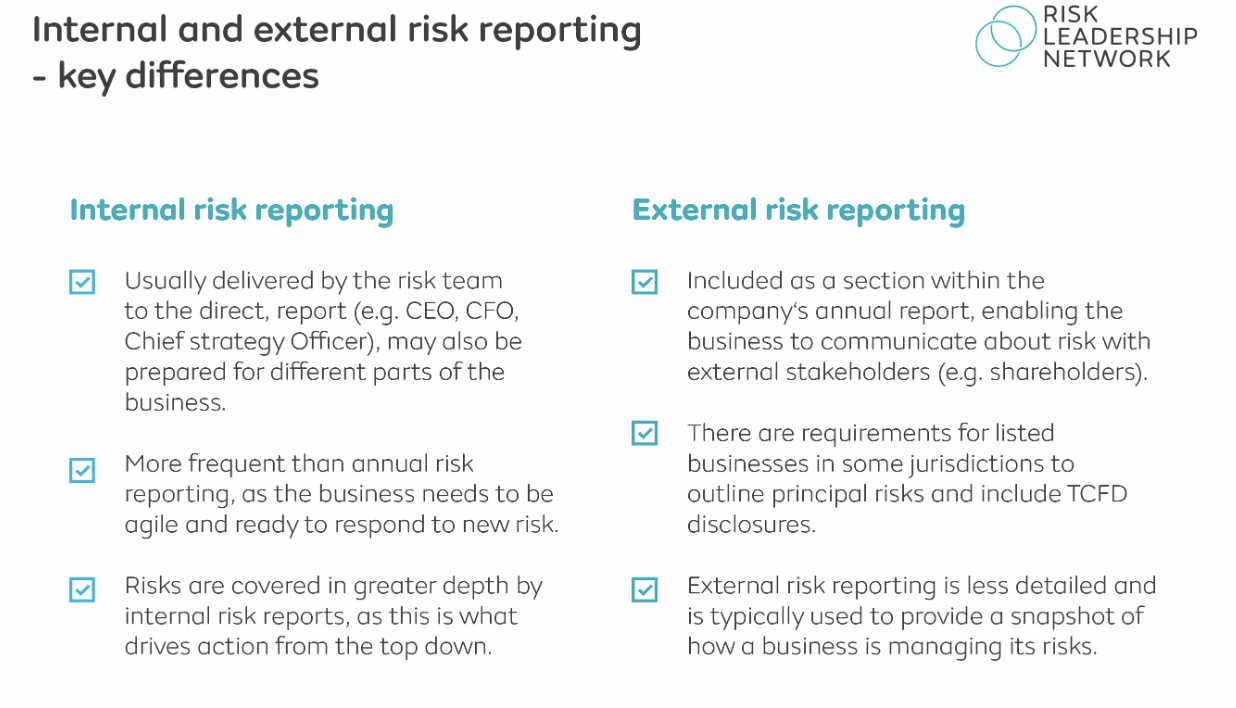 Internal and external risk reporting
- key differences
RISK
LEADERSHIP
NETWORK
Internal risk reporting
Usually delivered by the risk team
to the direct, report (e.g. CEO, CFO,
Chief strategy Officer), may also be
prepared for different parts of the
business.
More frequent than annual risk
reporting, as the business needs to be
agile and ready to respond to new risk.
Risks are covered in greater depth by
internal risk reports, as this is what
drives action from the top down.
External risk reporting
Included as a section within the
company‘s annual report, enabling the
business to communicate about risk with
external stakeholders (e.g. shareholders).
There are requirements for listed
businesses in some jurisdictions to
outline principal risks and include TCFD
disclosures.
External risk reporting is less detailed and
is typically used to provide a snapshot of
how a business is managing its risks.